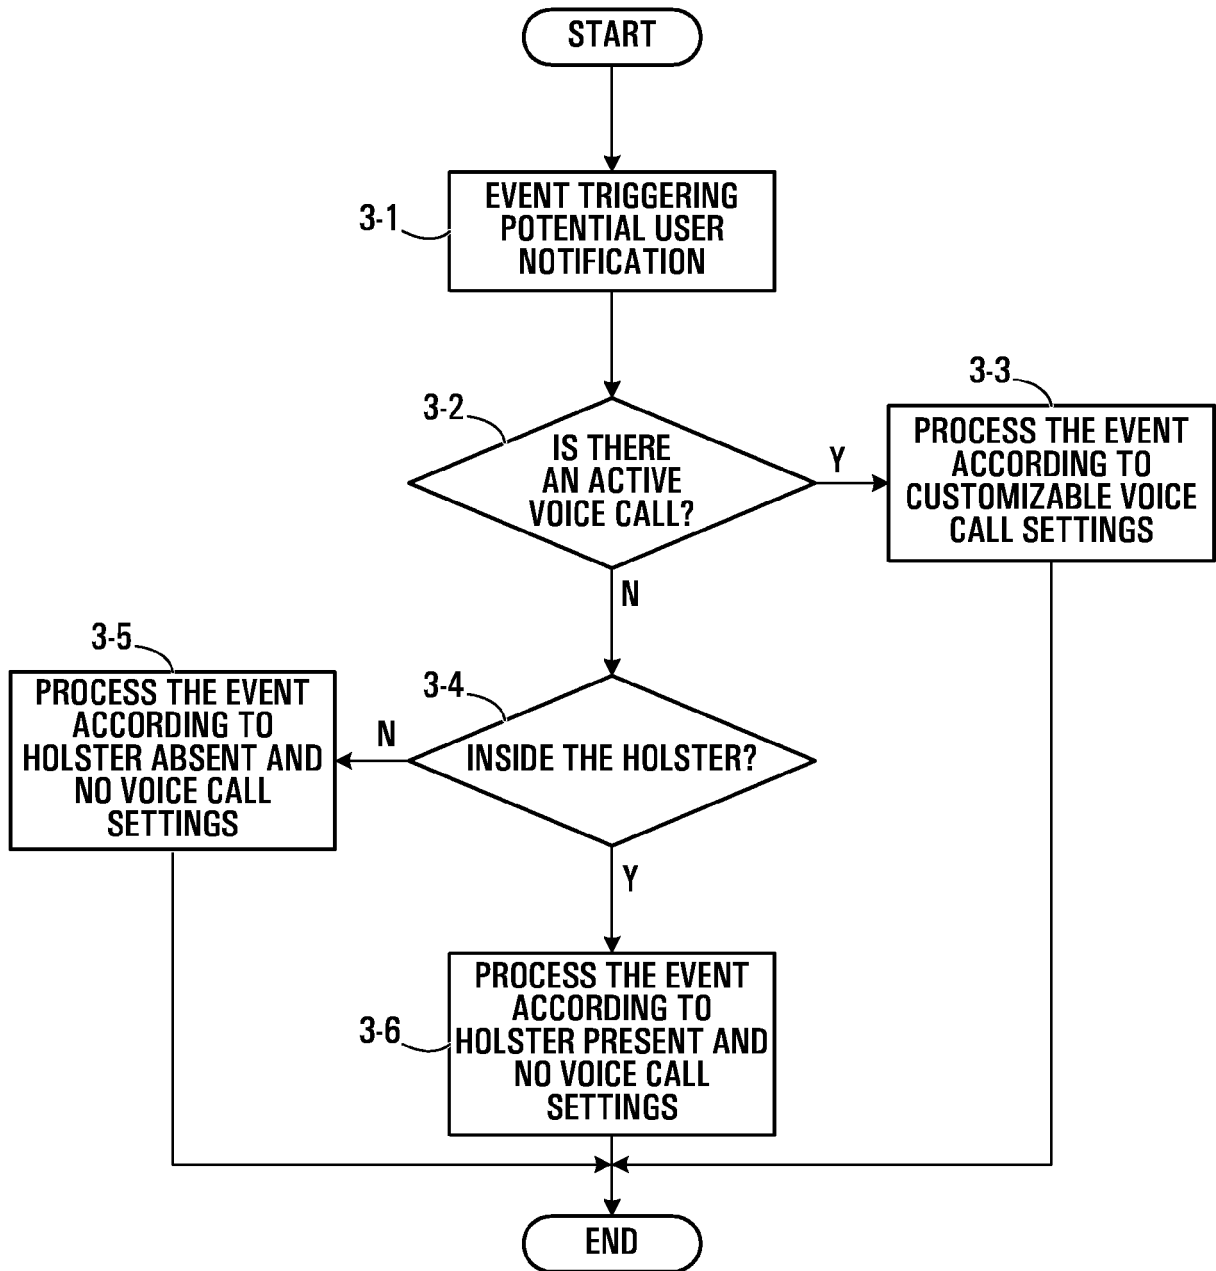 START
3-1
EVENT TRIGGERING
POTENTIAL USER
NOTIFICATION
3-2
IS THERE
AN ACTIVE
VOICE CALL?
Y
3-3
PROCESS THE EVENT
ACCORDING TO
CUSTOMIZABLE VOICE
CALL SETTINGS
N
3-4
INSIDE THE HOLSTER?
N
3-5
PROCESS THE EVENT
ACCORDING TO
HOLSTER ABSENT AND
NO VOICE CALL
SETTINGS
Y
3-6
PROCESS THE EVENT
ACCORDING TO
HOLSTER PRESENT AND
NO VOICE CALL
SETTINGS
END